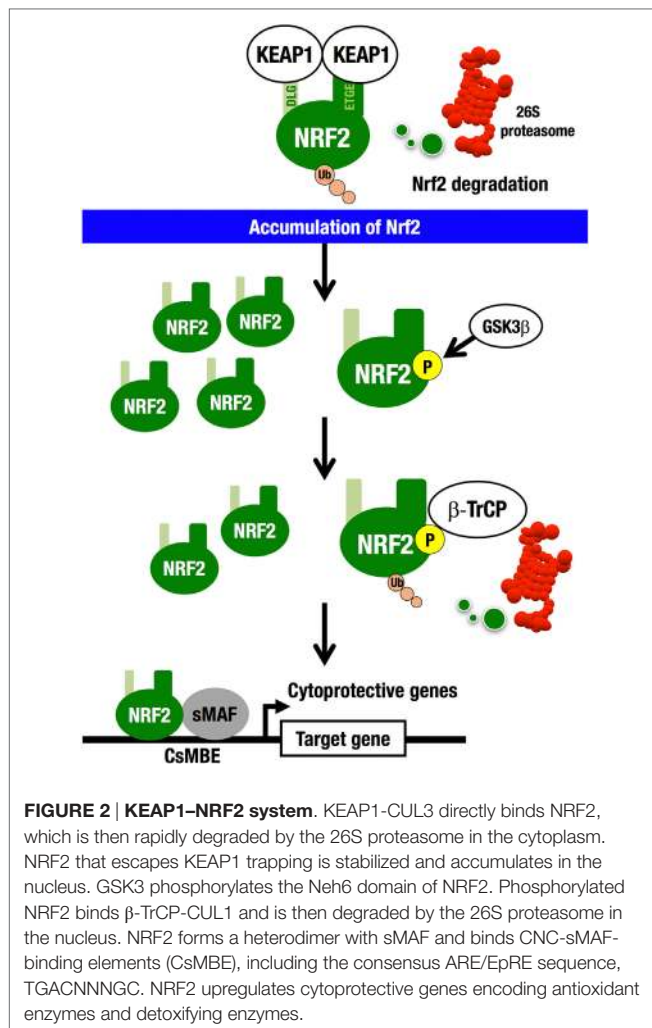 KEAP1 KEAP1
DLG
ETGE
NRF2
Ub
26S
proteasome
Nrf2 degradation
Accumulation of Nrf2
NRF2
NRF2
NRF2
NRF2
NRF2
P
GSK3β
NRF2
NRF2
NRF2
P
β-TrCP
Ub
Cytoprotective genes
NRF2
sMAF
CsMBE
Target gene
FIGURE 2 | KEAP1–NRF2 system. KEAP1-CUL3 directly binds NRF2,
which is then rapidly degraded by the 26S proteasome in the cytoplasm.
NRF2 that escapes KEAP1 trapping is stabilized and accumulates in the
nucleus. GSK3 phosphorylates the Neh6 domain of NRF2. Phosphorylated
NRF2 binds β-TrCP-CUL1 and is then degraded by the 26S proteasome in
the nucleus. NRF2 forms a heterodimer with sMAF and binds CNC-sMAF-
binding elements (CsMBE), including the consensus ARE/EpRE sequence,
TGACNNNGC. NRF2 upregulates cytoprotective genes encoding antioxidant
enzymes and detoxifying enzymes.